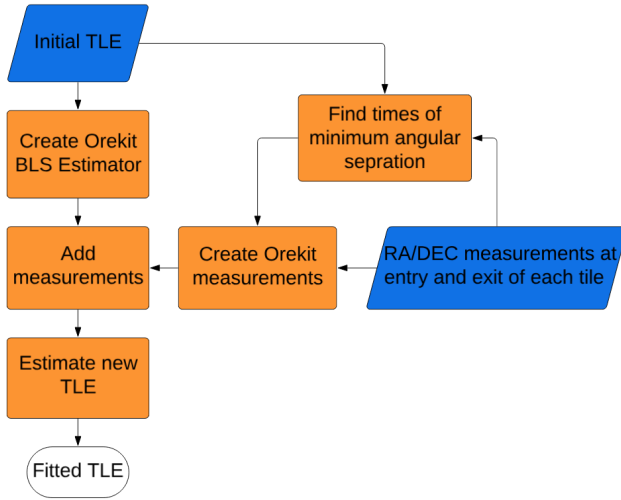 Initial TLE
Find times of
minimum angular
sepration
Create Orekit
BLS Estimator
Add
measurements
Create Orekit
measurements
RA/DEC measurements at
entry and exit of each tile
Estimate new
TLE
Fitted TLE